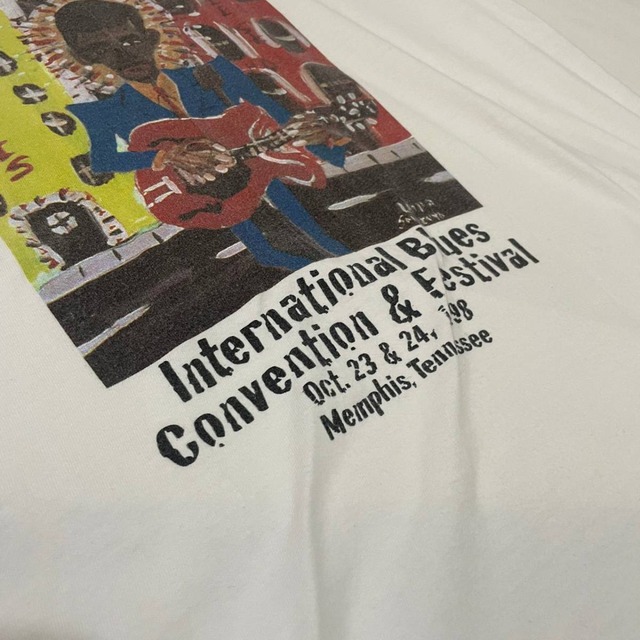 International Blues
Convention & Festival
Oct. 23 & 24, 1998
Memphis, Tennessee